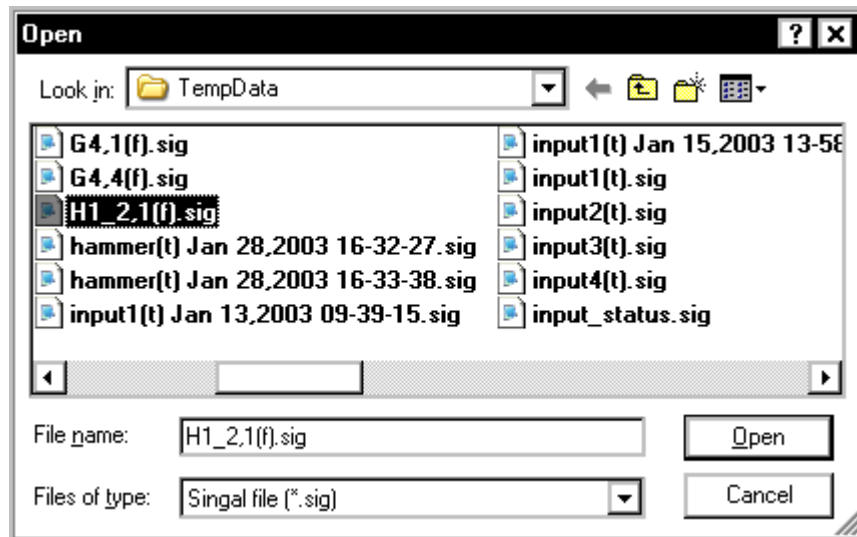 Open
Look in: TempData
G4,1(f).sig
G4,4(f).sig
H1_2,1(f).sig
hammer(t) Jan 28,2003 16-32-27.sig
hammer(t) Jan 28,2003 16-33-38.sig
input1(t) Jan 13,2003 09-39-15.sig
input1(t) Jan 15,2003 13-58
input1(t).sig
input2(t).sig
input3(t).sig
input4(t).sig
input_status.sig
File name: H1_2,1(f).sig Open
Files of type: Singal file (*.sig) Cancel